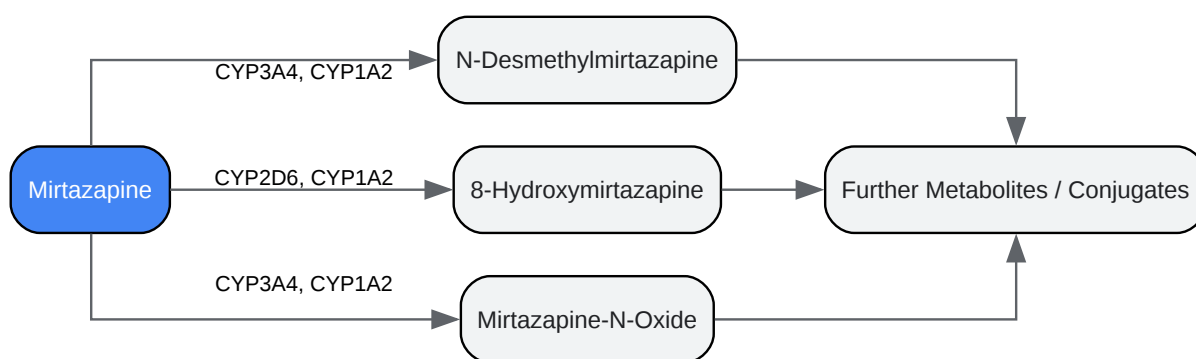 CYP3A4, CYP1A2
N-Desmethylmirtazapine
Mirtazapine
CYP2D6, CYP1A2
8-Hydroxymirtazapine
Further Metabolites / Conjugates
CYP3A4, CYP1A2
Mirtazapine-N-Oxide